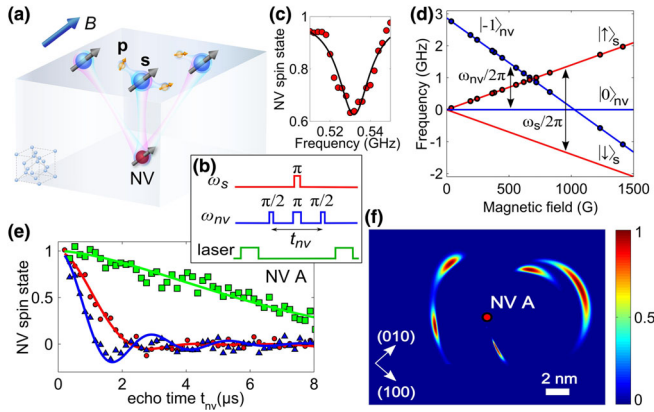 (a)
B
p
s
NV
(b)
π
ωs
π/2 π π/2
ωnv
tnv
laser
(c)
NV spin state
1
0.8
0.6
0.52 0.54
Frequency (GHz)
(d)
Frequency (GHz)
3
2
1
0
-1
-2
|-1⟩nv
|↑⟩s
ωnv/2π
|0⟩nv
ωs/2π
|↓⟩s
0 500 1000 1500
Magnetic field (G)
(e)
NV A
NV spin state
1
0.5
0
0 2 4 6 8
echo time tnv(μs)
(f)
NV A
(010)
(100)
2 nm
1
0.5
0